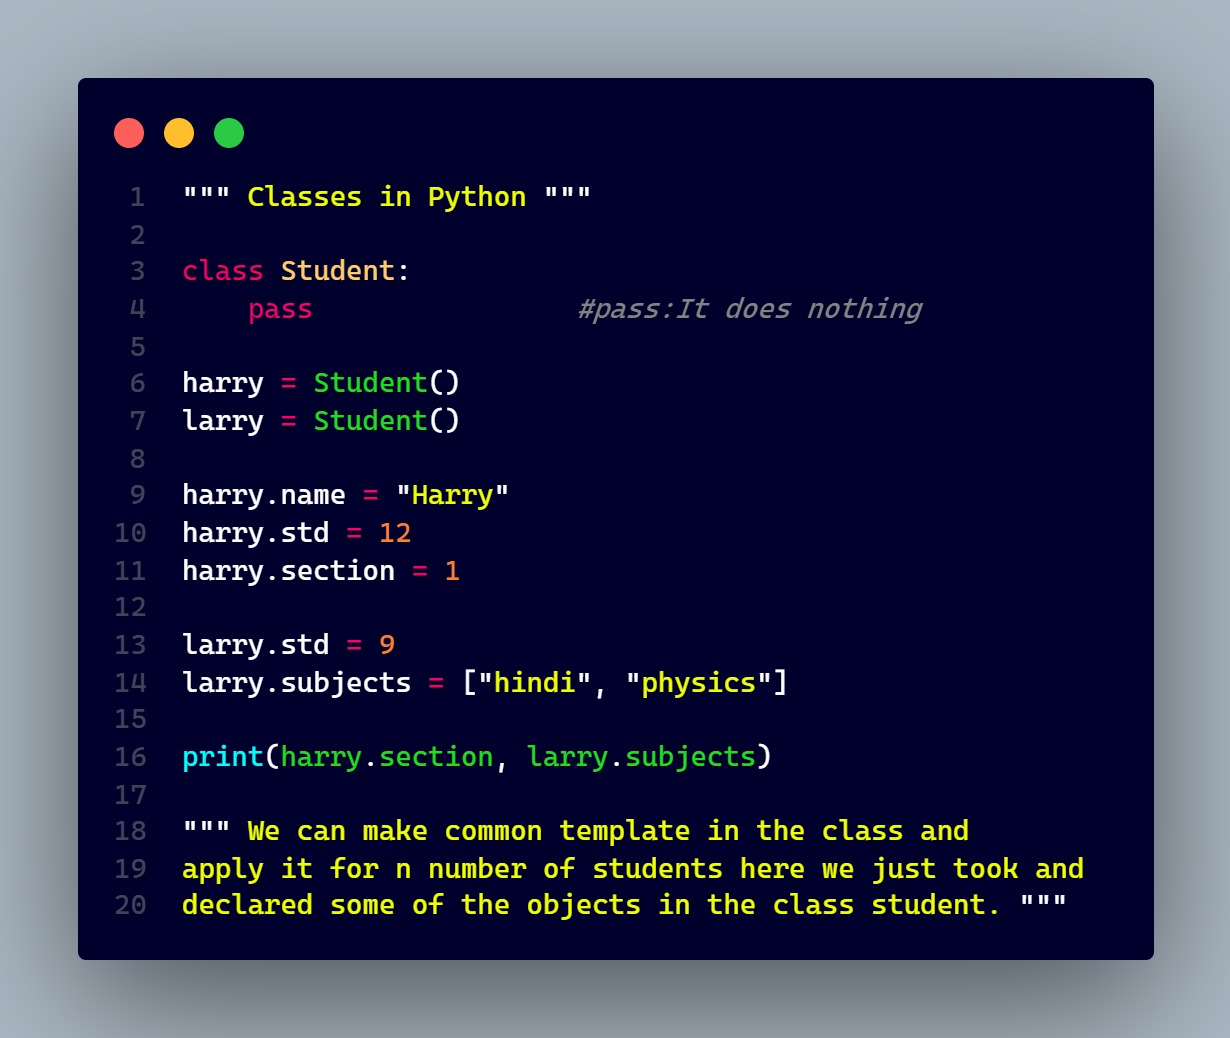 1 """ Classes in Python """
2
3 class Student:
4     pass                #pass:It does nothing
5
6 harry = Student()
7 larry = Student()
8
9 harry.name = "Harry"
10 harry.std = 12
11 harry.section = 1
12
13 larry.std = 9
14 larry.subjects = ["hindi", "physics"]
15
16 print(harry.section, larry.subjects)
17
18 """ We can make common template in the class and
19 apply it for n number of students here we just took and
20 declared some of the objects in the class student. """